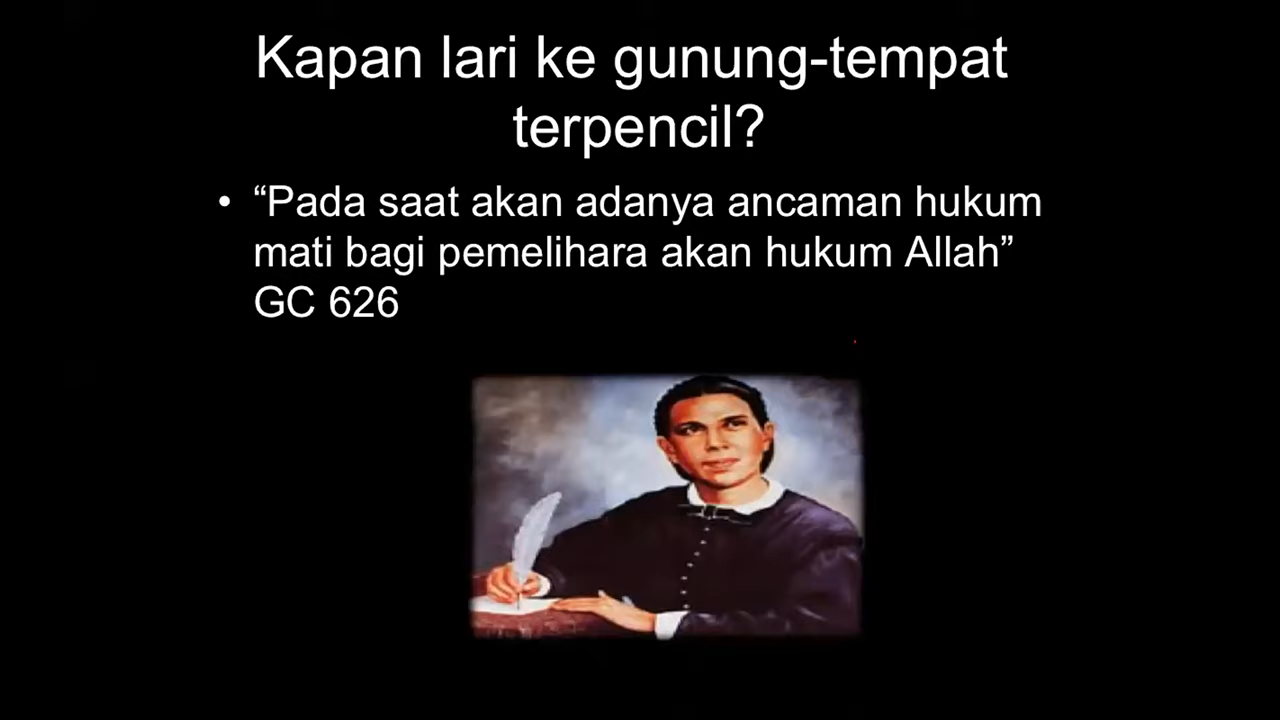 Kapan lari ke gunung-tempat
terpencil?
• “Pada saat akan adanya ancaman hukum
mati bagi pemelihara akan hukum Allah”
GC 626